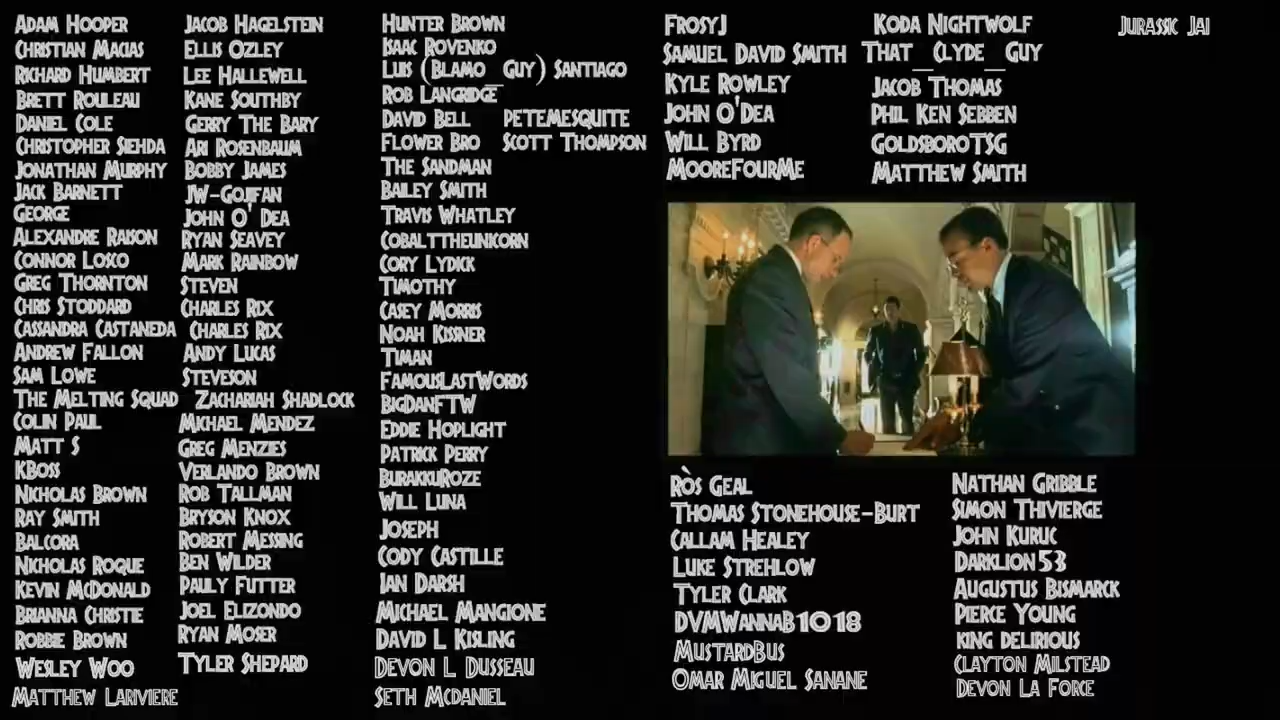 Adam Hooper
Christian Macias
Richard Humbert
Brett Rouleau
Daniel Cole
Christopher Siehda
Jonathan Murphy
Jack Barnett
George
Alexandre Raison
Connor Losco
Greg Thornton
Chris Stoddard
Cassandra Castaneda
Andrew Fallon
Sam Lowe
The Melting Squad
Colin Paul
Matt S
KBoss
Nicholas Brown
Ray Smith
Balcora
Nicholas Roque
Kevin McDonald
Brianna Christie
Robbie Brown
Wesley Woo
Matthew Lariviere
Jacob Hagelstein
Ellis Ozley
Lee Hallewell
Kane Southby
Gerry The Bary
Ari Rosenbaum
Bobby James
JW-Gojifan
John O' Dea
Ryan Seavey
Mark Rainbow
Steven
Charles Rix
Charles Rix
Andy Lucas
Steveson
Zachariah Shadlock
Michael Mendez
Greg Menzies
Verlando Brown
Rob Tallman
Bryson Knox
Robert Messing
Ben Wilder
Pauly Futter
Joel Elizondo
Ryan Moser
Tyler Shepard
Hunter Brown
Isaac Rovenko
Luis (Blamo_Guy) Santiago
Rob Langridge
David Bell petemesquite
Flower Bro Scott Thompson
The Sandman
Bailey Smith
Travis Whatley
Cobalttheunicorn
Cory Lydick
Timothy
Casey Morris
Noah Kissner
Timan
FamousLastWords
BigDanFTW
Eddie Hoplight
Patrick Perry
BurakkuRoze
Will Luna
Joseph
Cody Castille
Ian Darsh
Michael Mangione
David L Kisling
Devon L Dusseau
Seth McDaniel
FrosyJ
Samuel David Smith
Kyle Rowley
John O'Dea
Will Byrd
MooreFourMe
Koda Nightwolf
That_Clyde_Guy
Jacob Thomas
Phil Ken Sebben
GoldsboroTSG
Matthew Smith
Jurassic Jai
Ròs Geal
Thomas Stonehouse-Burt
Callam Healey
Luke Strehlow
Tyler Clark
DVMWannaB1018
MustardBus
Omar Miguel Sanane
Nathan Gribble
Simon Thivierge
John Kuruc
Darklion53
Augustus Bismarck
Pierce Young
king delirious
Clayton Milstead
Devon La Force